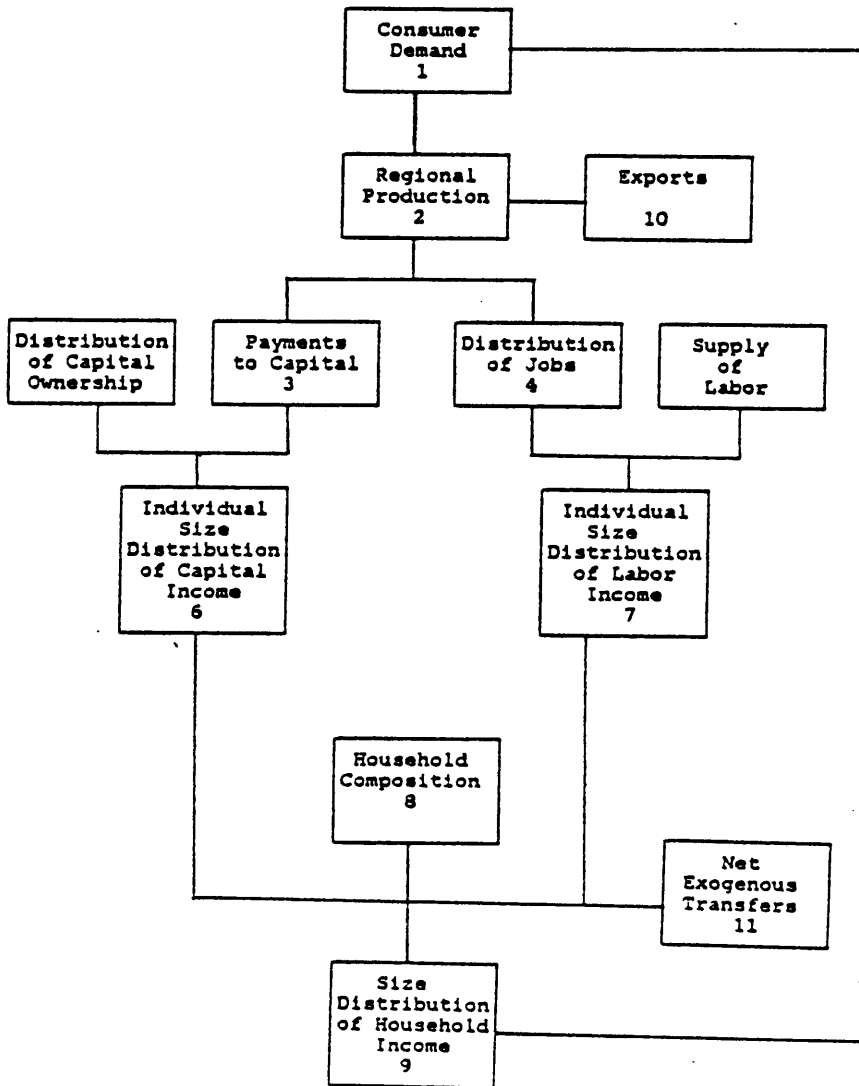 Consumer
Demand
1
Regional
Production
2
Exports
10
Distribution
of Capital
Ownership
Payments
to Capital
3
Distribution
of Jobs
4
Supply
of
Labor
Individual
Size
Distribution
of Capital
Income
6
Individual
Size
Distribution
of Labor
Income
7
Household
Composition
8
Net
Exogenous
Transfers
11
Size
Distribution
of Household
Income
9